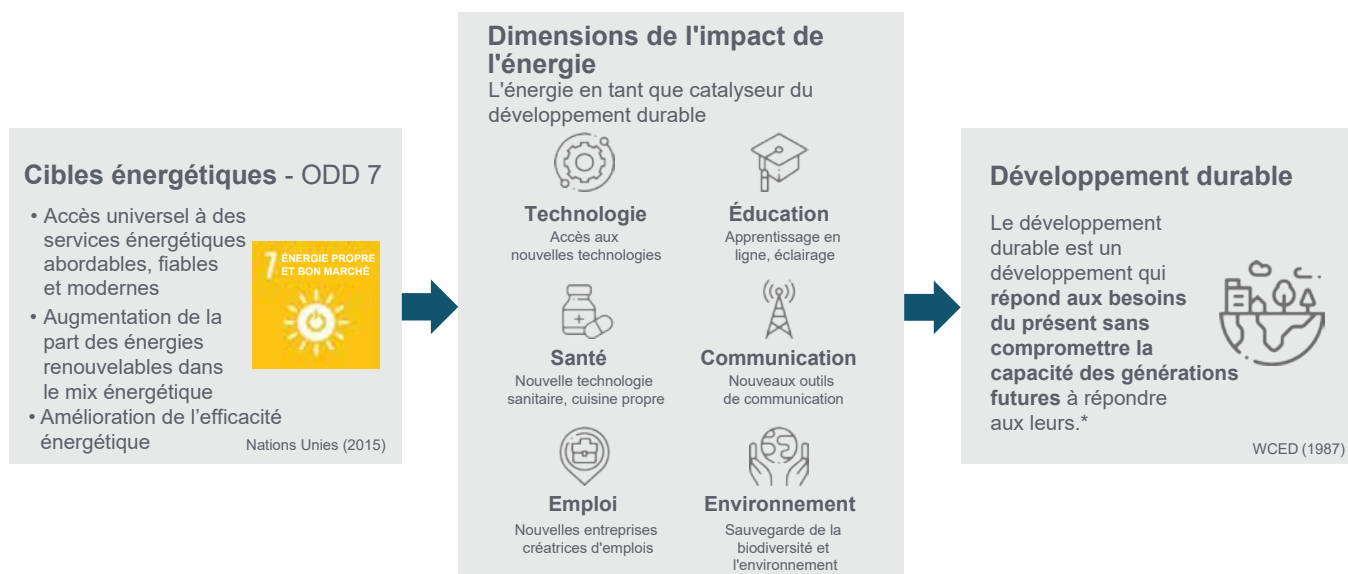 Cibles énergétiques - ODD 7
• Accès universel à des
services énergétiques
abordables, fiables
et modernes
• Augmentation de la
part des énergies
renouvelables dans
le mix énergétique
• Amélioration de l’efficacité
énergétique
7 ÉNERGIE PROPRE
ET BON MARCHÉ
Nations Unies (2015)
Dimensions de l'impact de
l'énergie
L'énergie en tant que catalyseur du
développement durable
Technologie
Accès aux
nouvelles technologies
Éducation
Apprentissage en
ligne, éclairage
Santé
Nouvelle technologie
sanitaire, cuisine propre
Communication
Nouveaux outils
de communication
Emploi
Nouvelles entreprises
créatrices d'emplois
Environnement
Sauvegarde de la
biodiversité et
l'environnement
Développement durable
Le développement
durable est un
développement qui
répond aux besoins
du présent sans
compromettre la
capacité des générations
futures à répondre
aux leurs.*
WCED (1987)